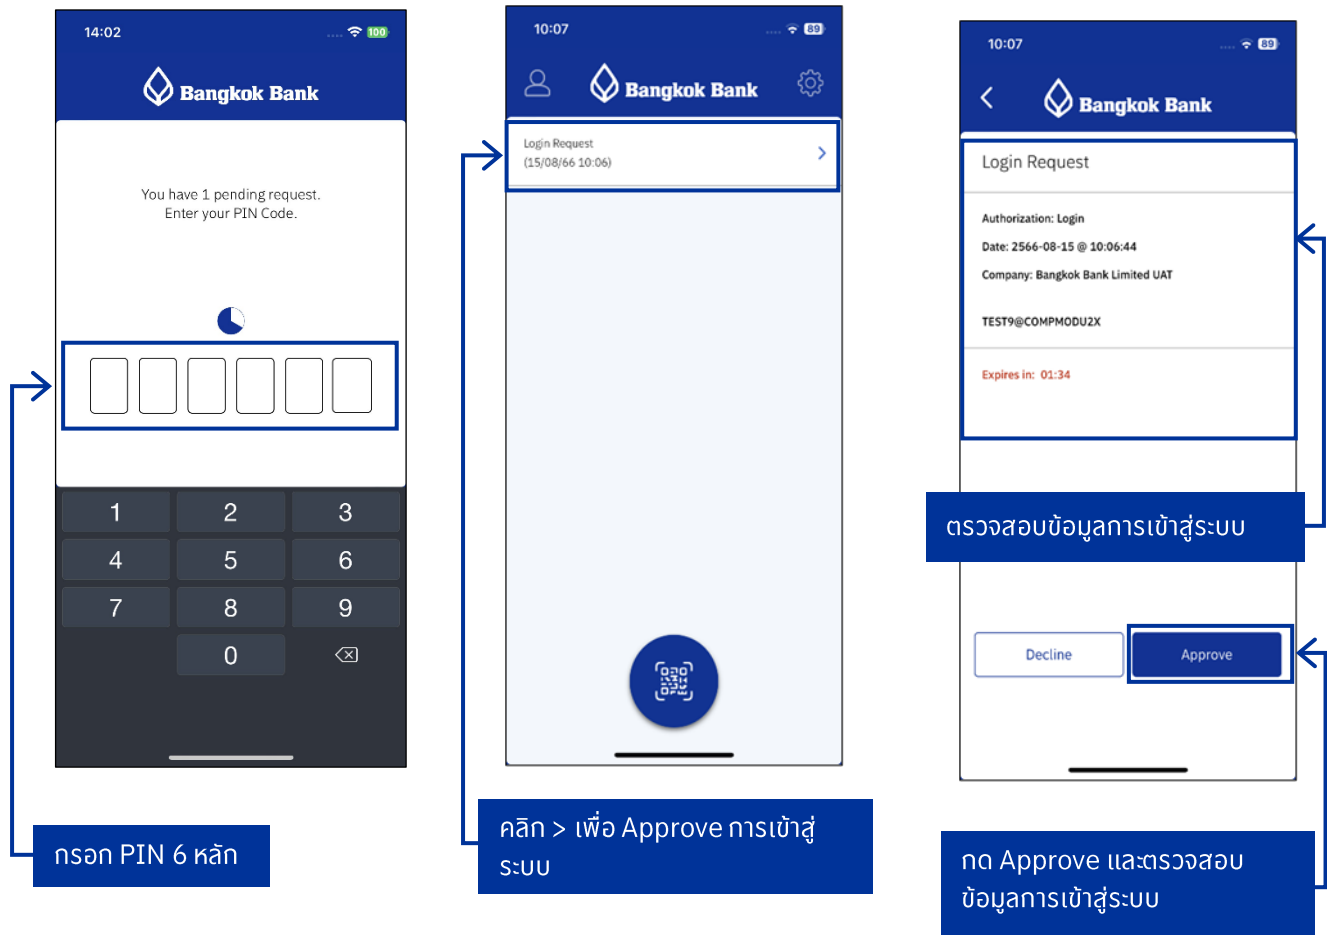 14:02
100
Bangkok Bank
You have 1 pending request.
Enter your PIN Code.
1 2 3
4 5 6
7 8 9
0
กรอก PIN 6 หลัก
10:07
89
Bangkok Bank
Login Request
(15/08/66 10:06)
คลิก > เพื่อ Approve การเข้าสู่
ระบบ
10:07
89
Bangkok Bank
Login Request
Authorization: Login
Date: 2566-08-15 @ 10:06:44
Company: Bangkok Bank Limited UAT
TEST9@COMPMODU2X
Expires in: 01:34
ตรวจสอบข้อมูลการเข้าสู่ระบบ
Decline Approve
กด Approve และตรวจสอบ
ข้อมูลการเข้าสู่ระบบ